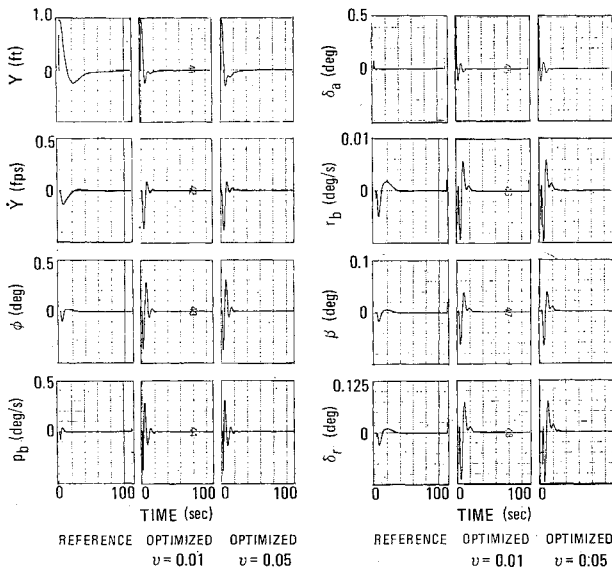 Y (ft)
1.0
0
Ẏ (fps)
0.5
0
ϕ (deg)
0.5
0
p_b (deg/s)
0.5
0
0 100 0 100 0 100
TIME (sec)
REFERENCE OPTIMIZED OPTIMIZED
υ = 0.01 υ = 0.05
δ_a (deg)
0.5
0
r_b (deg/s)
0.01
0
β (deg)
0.1
0
δ_r (deg)
0.125
0
0 100 0 100 0 100
TIME (sec)
REFERENCE OPTIMIZED OPTIMIZED
υ = 0.01 υ = 0.05